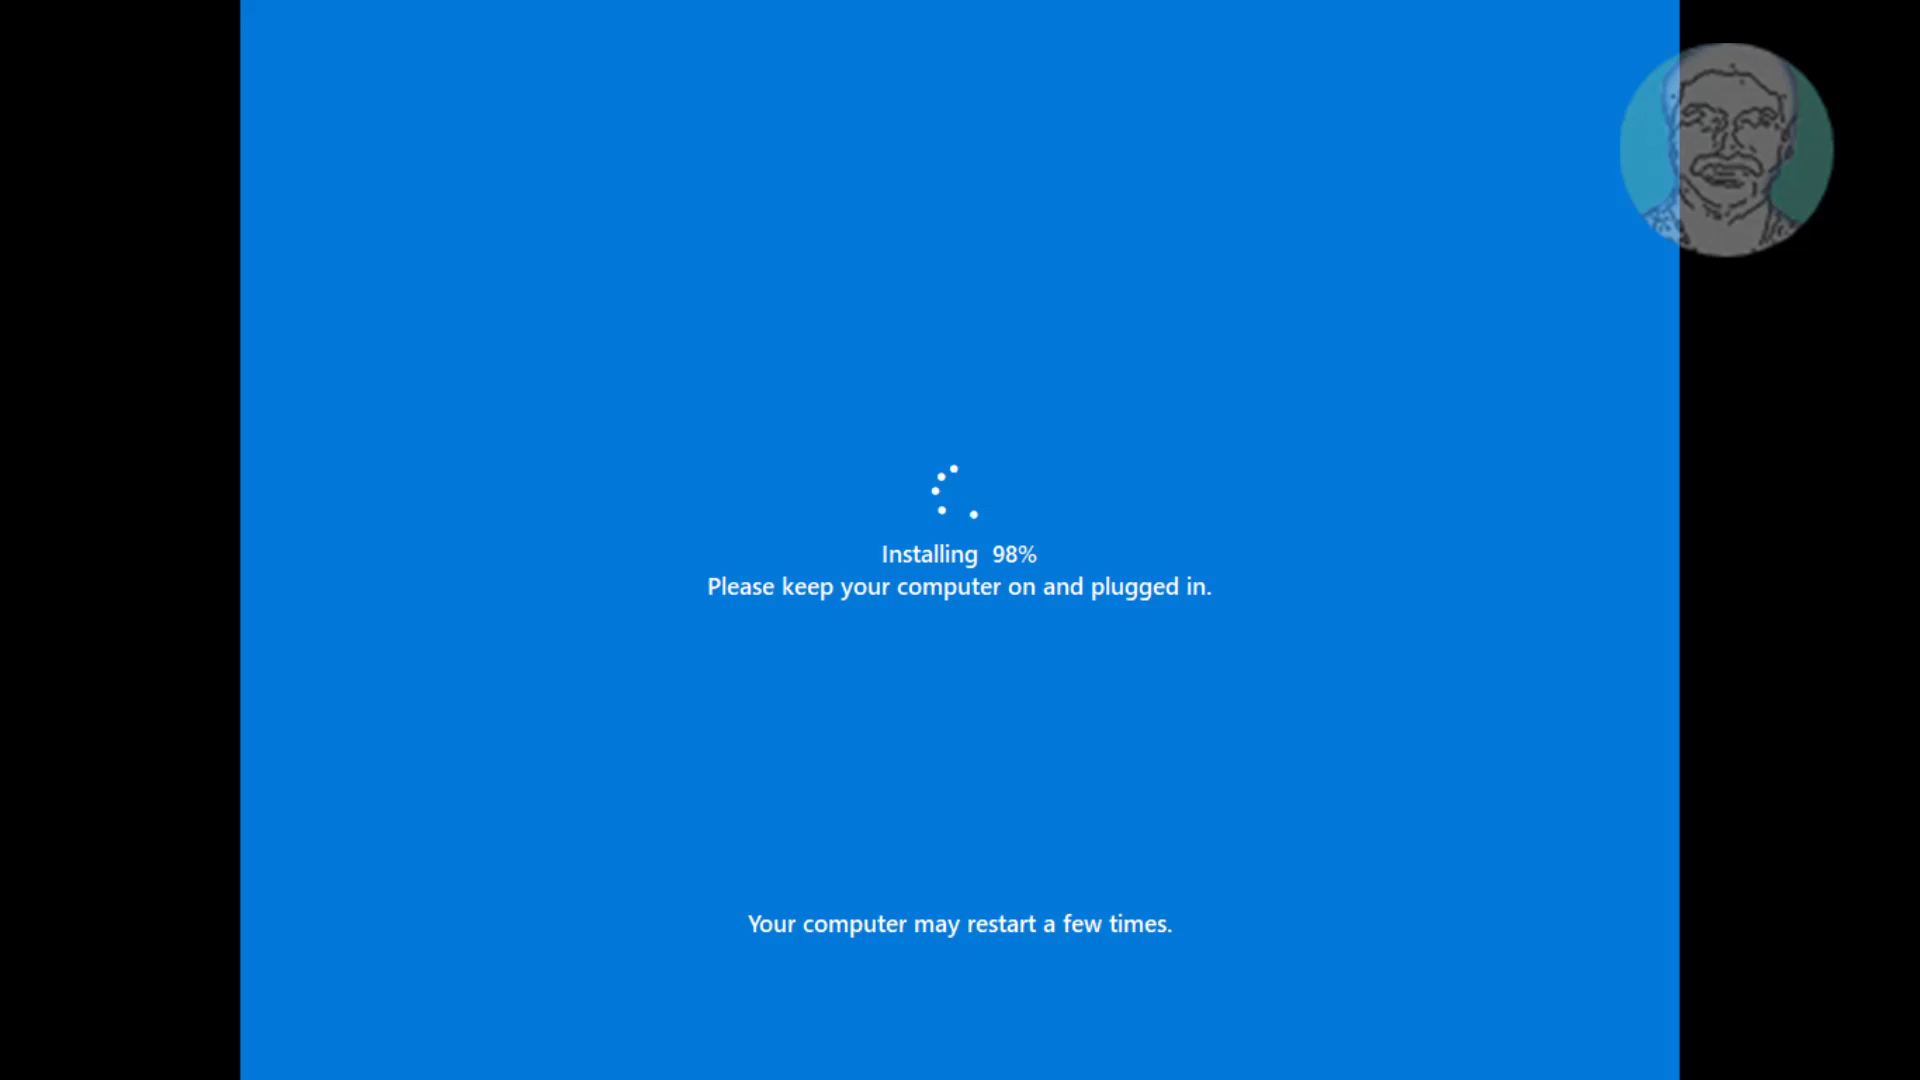 Installing 98%
Please keep your computer on and plugged in.
Your computer may restart a few times.